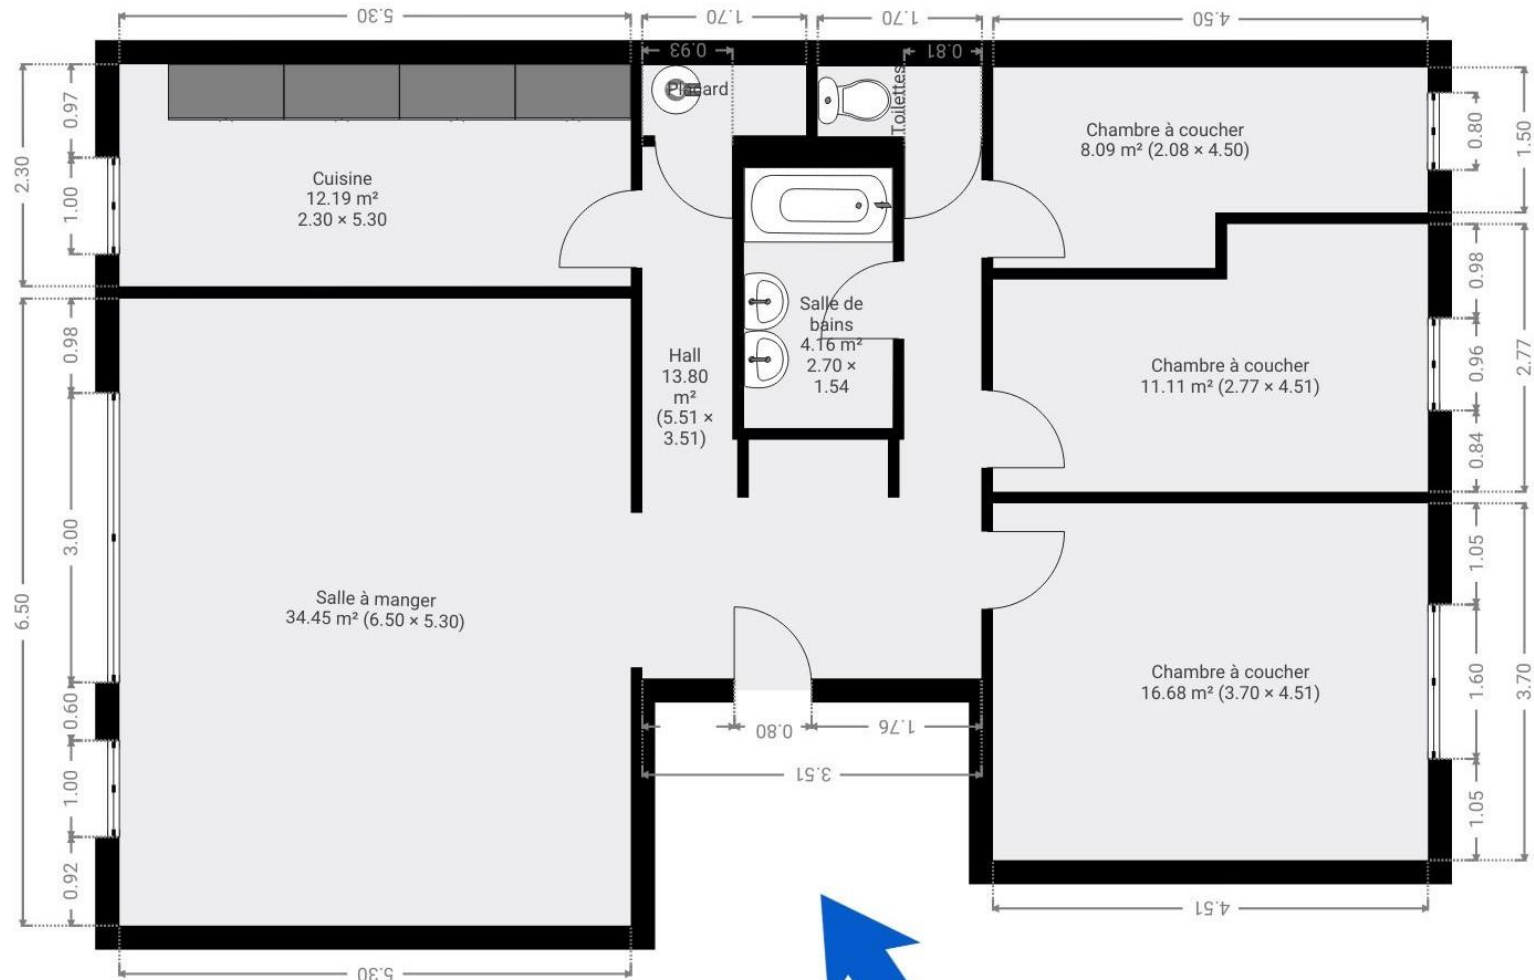 5.30
1.70
1.70
4.50
0.93
0.81
Placard
Toilettes
2.30
0.97
1.00
Cuisine
12.19 m²
2.30 × 5.30
Chambre à coucher
8.09 m² (2.08 × 4.50)
0.80
1.50
6.50
0.98
3.00
0.60
1.00
0.92
Salle à manger
34.45 m² (6.50 × 5.30)
Hall
13.80
m²
(5.51 ×
3.51)
Salle de
bains
4.16 m²
2.70 ×
1.54
Chambre à coucher
11.11 m² (2.77 × 4.51)
0.98
0.96
0.84
2.77
Chambre à coucher
16.68 m² (3.70 × 4.51)
1.05
1.60
1.05
3.70
0.80
1.76
3.51
4.51
5.30